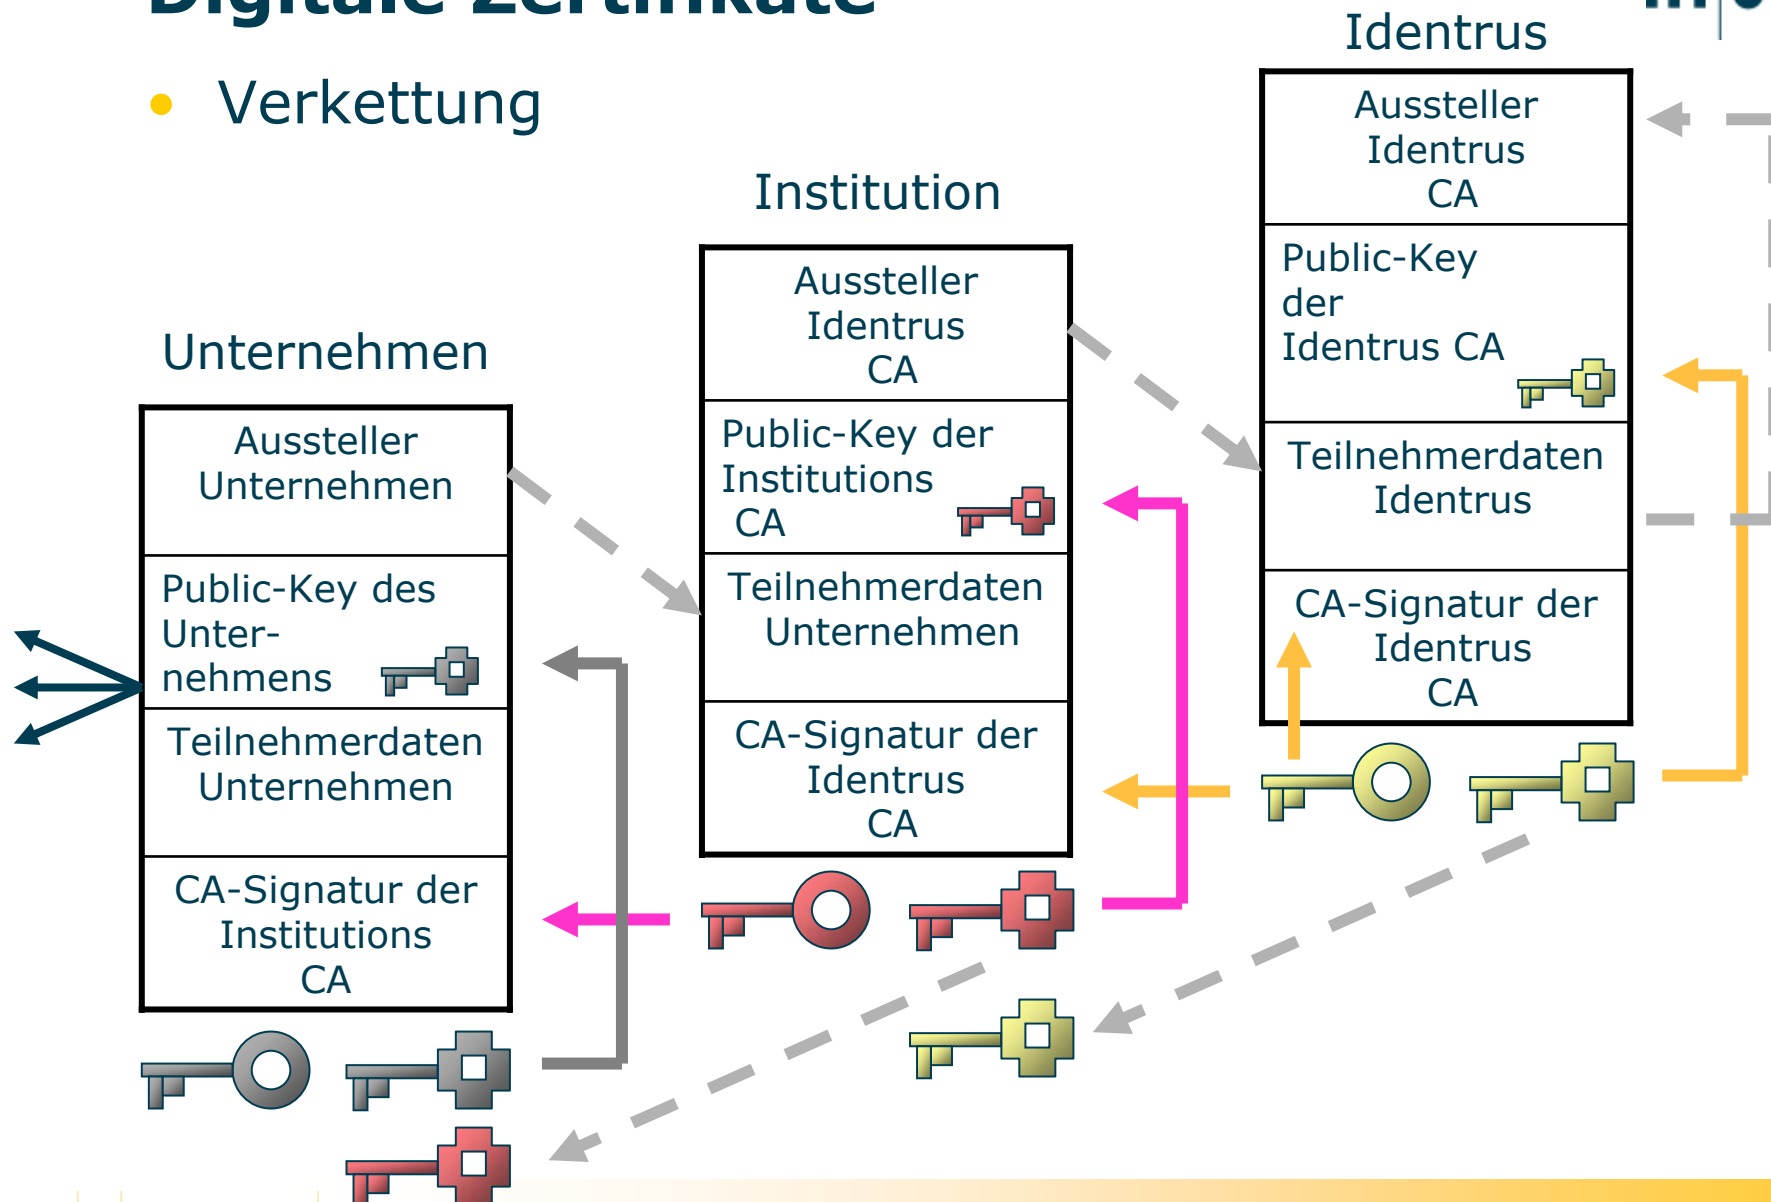 Digitale Zertifikate
• Verkettung
Unternehmen
Aussteller
Unternehmen
Public-Key des
Unter-
nehmens
Teilnehmerdaten
Unternehmen
CA-Signatur der
Institutions
CA
Institution
Aussteller
Identrus
CA
Public-Key der
Institutions
CA
Teilnehmerdaten
Unternehmen
CA-Signatur der
Identrus
CA
Identrus
Aussteller
Identrus
CA
Public-Key
der
Identrus CA
Teilnehmerdaten
Identrus
CA-Signatur der
Identrus
CA